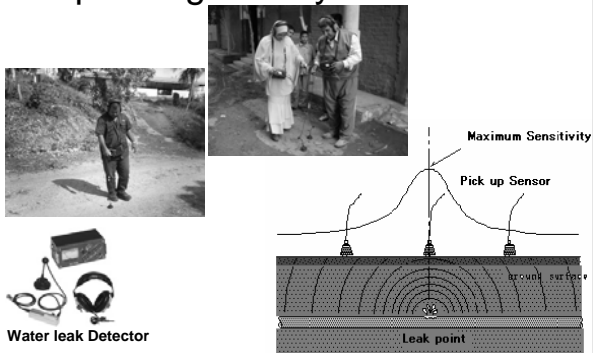 Maximum Sensitivity
Pick up Sensor
ground surface
Leak point
Water leak Detector